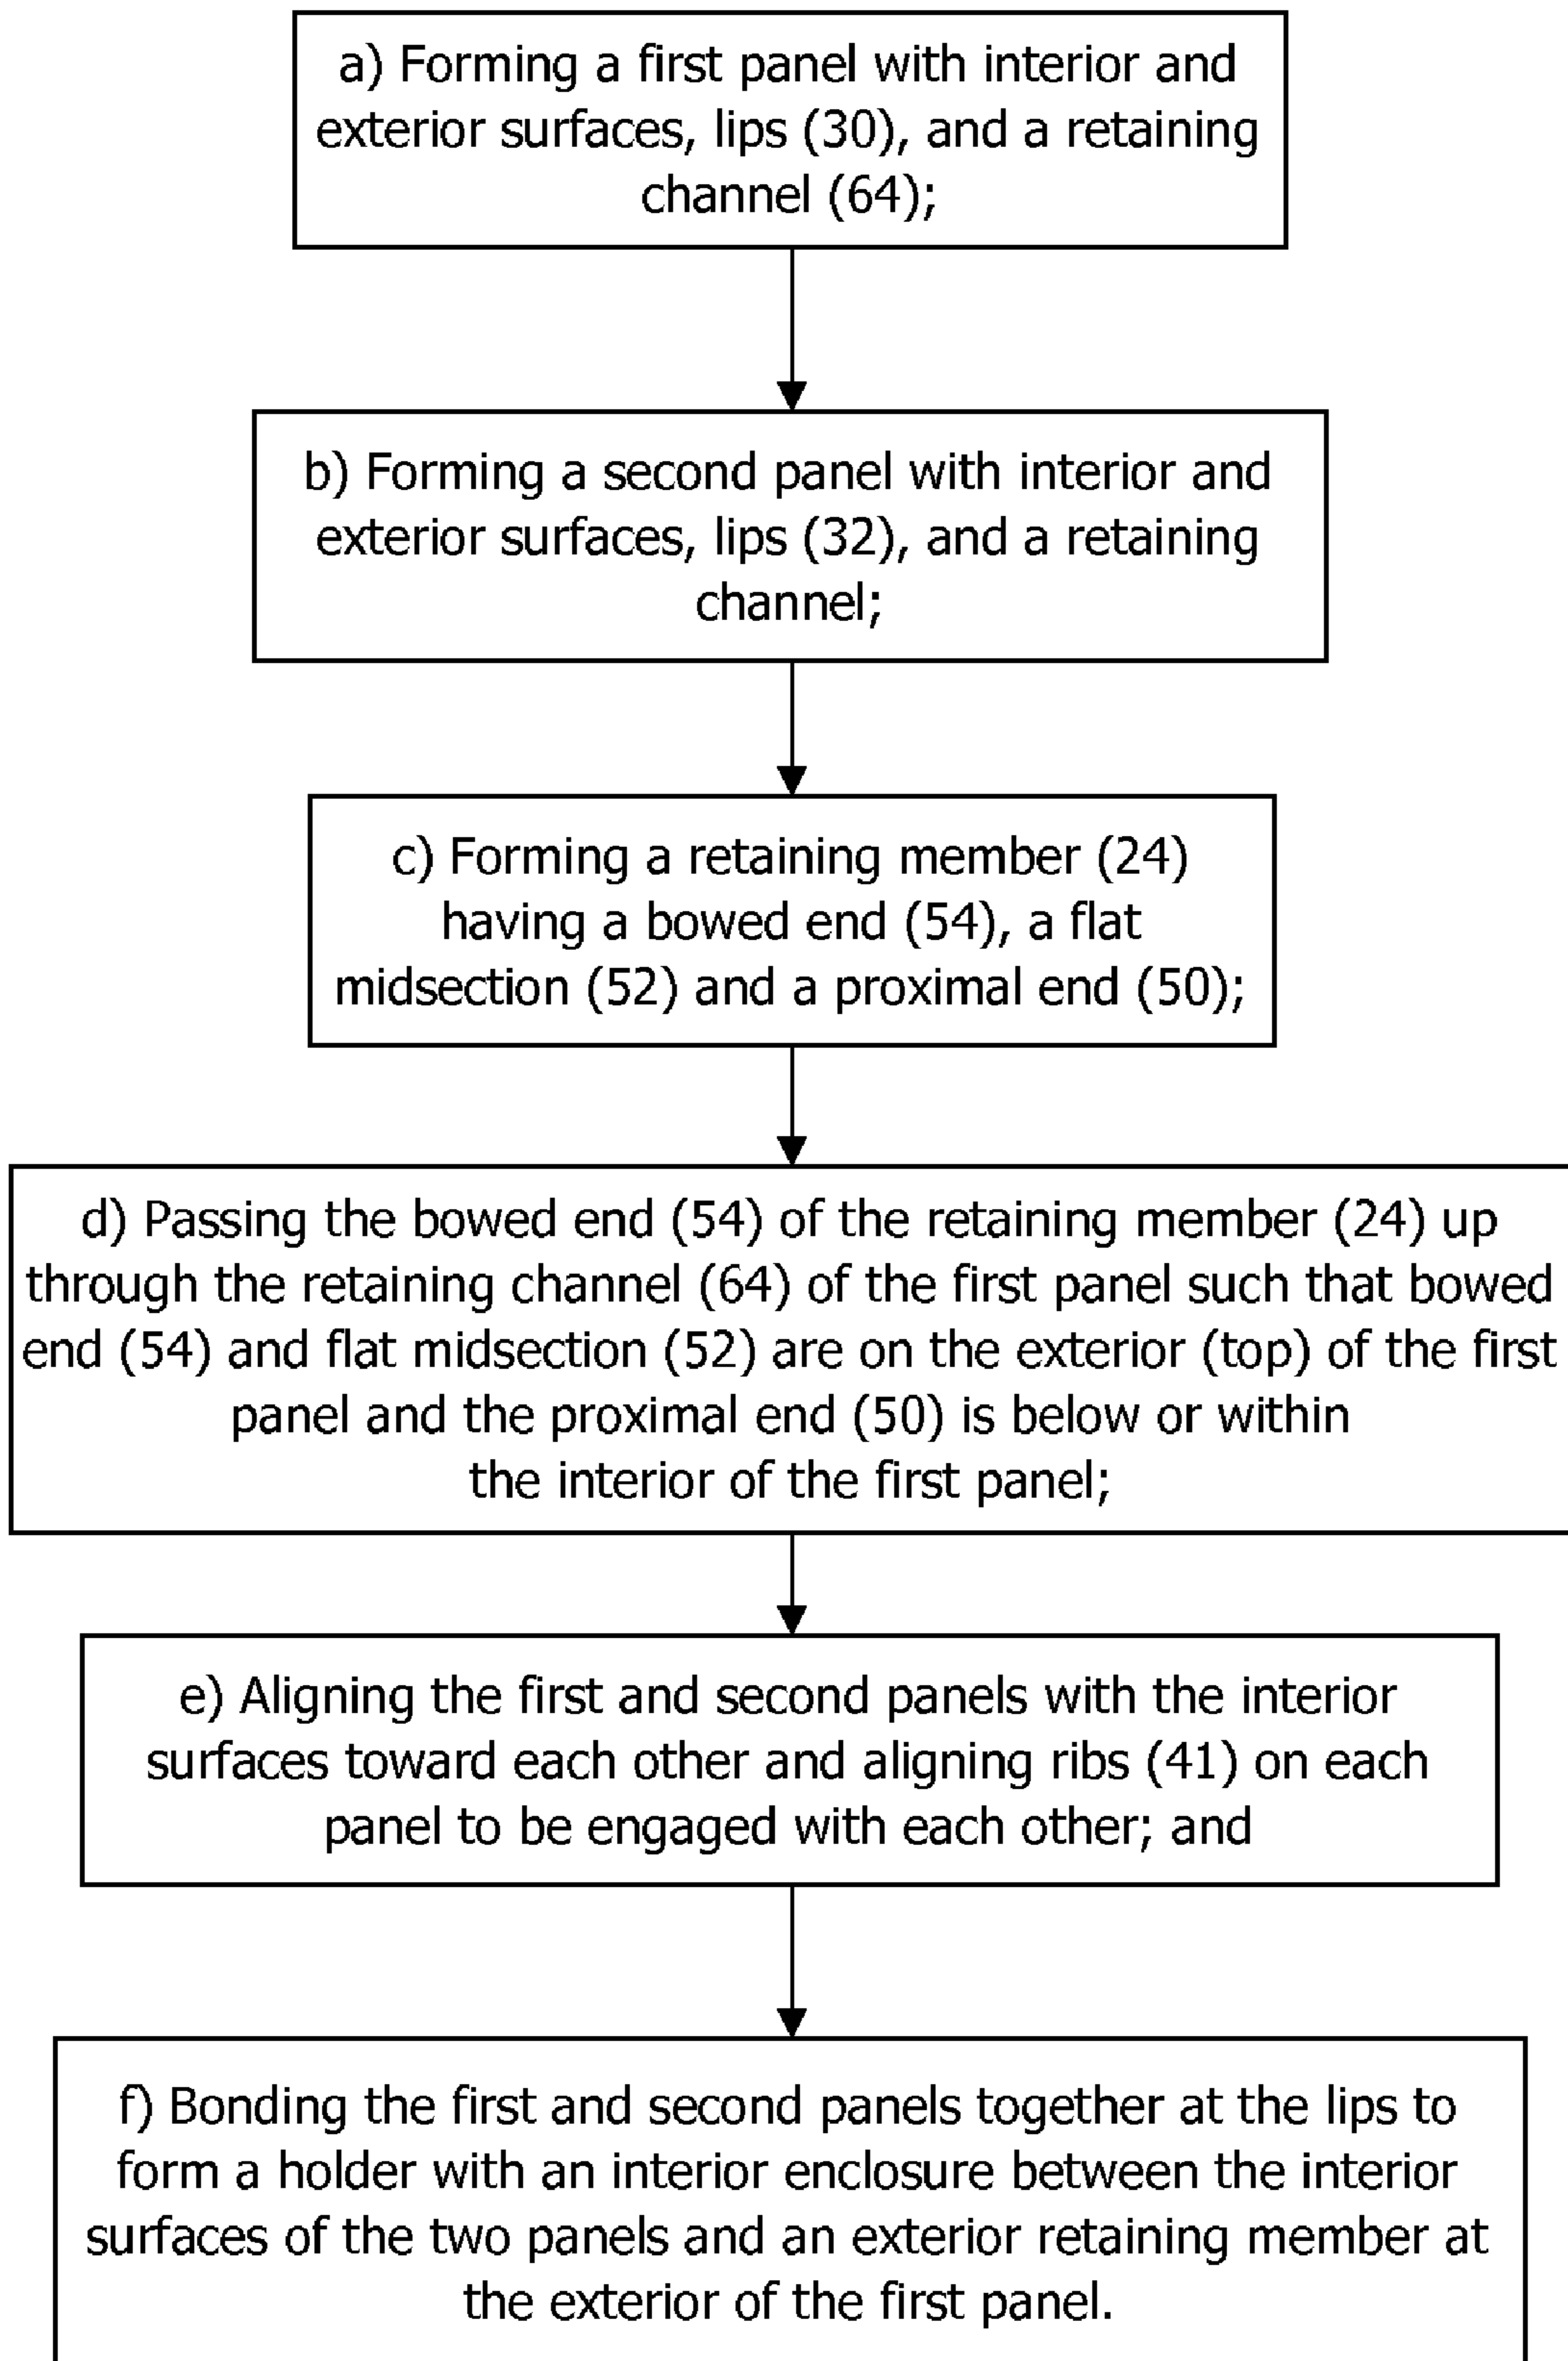 a) Forming a first panel with interior and
exterior surfaces, lips (30), and a retaining
channel (64);
b) Forming a second panel with interior and
exterior surfaces, lips (32), and a retaining
channel;
c) Forming a retaining member (24)
having a bowed end (54), a flat
midsection (52) and a proximal end (50);
d) Passing the bowed end (54) of the retaining member (24) up
through the retaining channel (64) of the first panel such that bowed
end (54) and flat midsection (52) are on the exterior (top) of the first
panel and the proximal end (50) is below or within
the interior of the first panel;
e) Aligning the first and second panels with the interior
surfaces toward each other and aligning ribs (41) on each
panel to be engaged with each other; and
f) Bonding the first and second panels together at the lips to
form a holder with an interior enclosure between the interior
surfaces of the two panels and an exterior retaining member at
the exterior of the first panel.